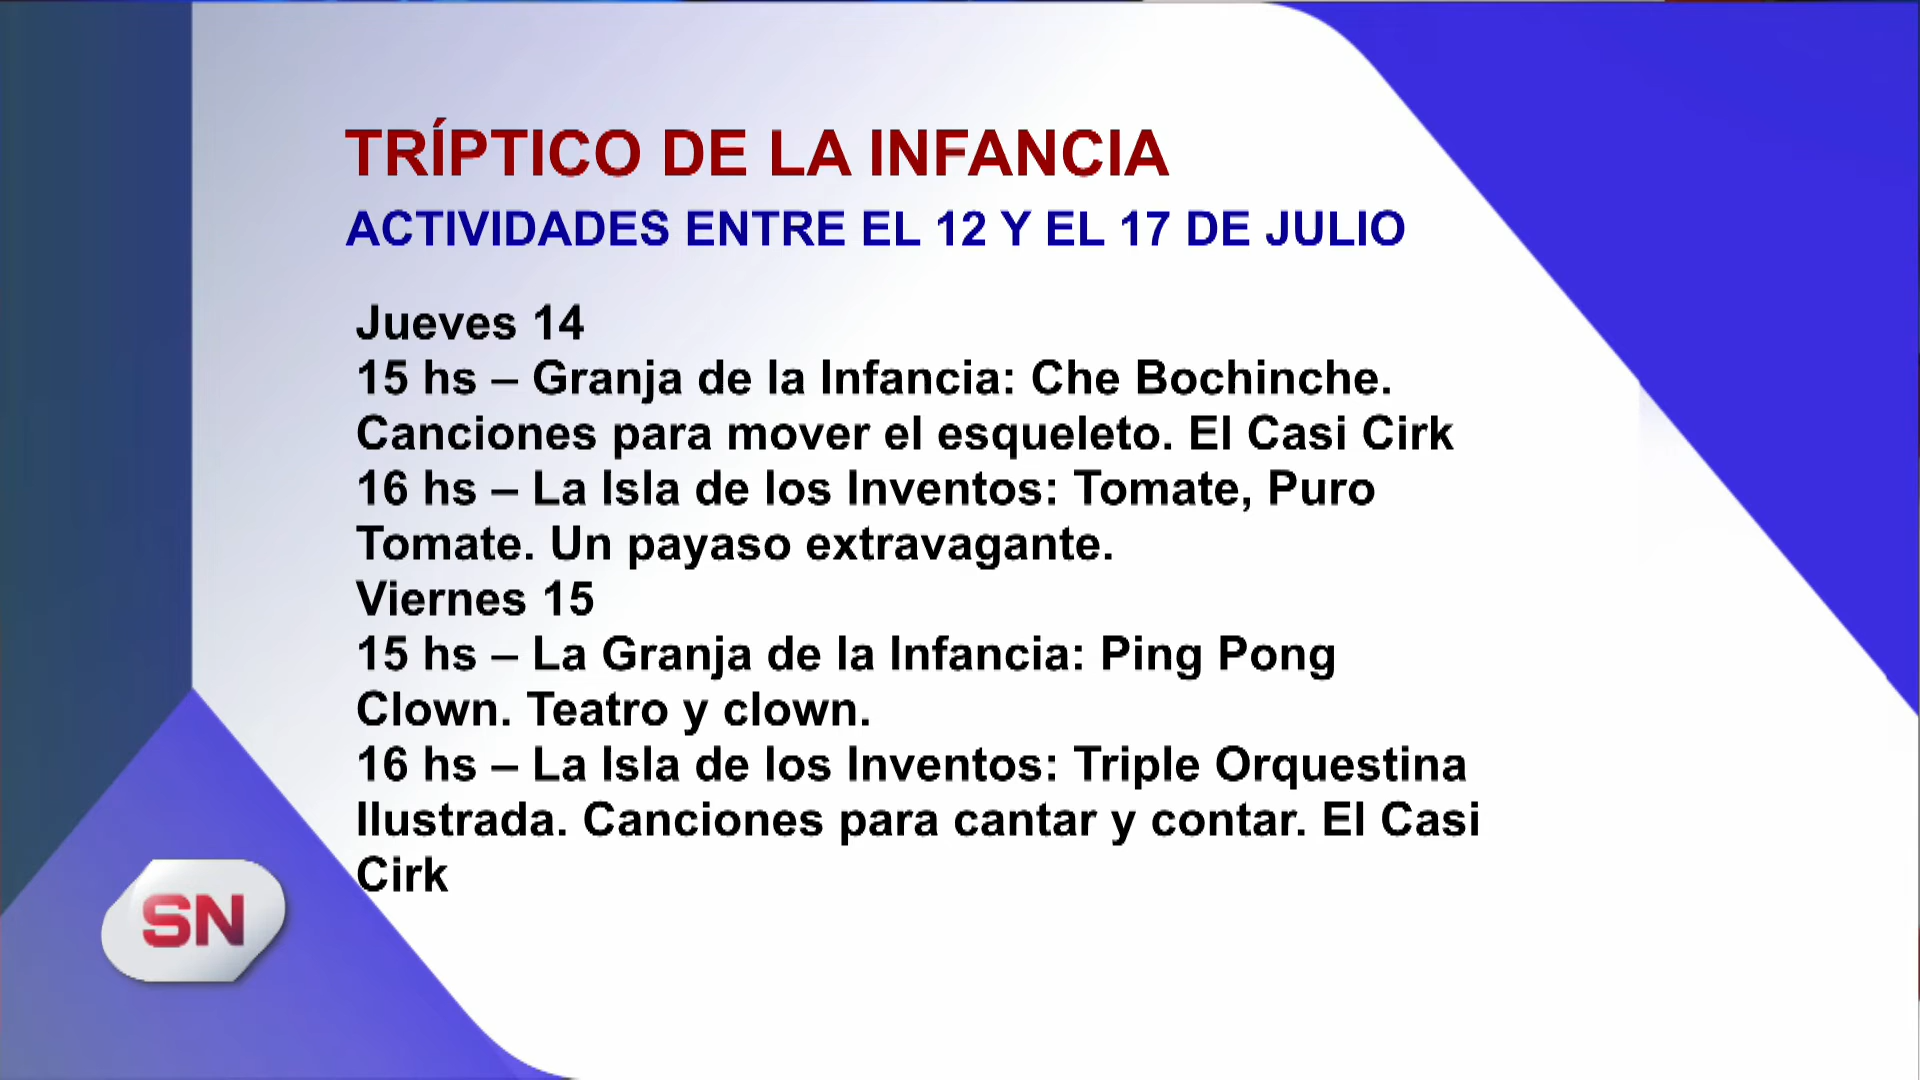 TRÍPTICO DE LA INFANCIA
ACTIVIDADES ENTRE EL 12 Y EL 17 DE JULIO
Jueves 14
15 hs – Granja de la Infancia: Che Bochinche.
Canciones para mover el esqueleto. El Casi Cirk
16 hs – La Isla de los Inventos: Tomate, Puro
Tomate. Un payaso extravagante.
Viernes 15
15 hs – La Granja de la Infancia: Ping Pong
Clown. Teatro y clown.
16 hs – La Isla de los Inventos: Triple Orquestina
Ilustrada. Canciones para cantar y contar. El Casi
Cirk
SN